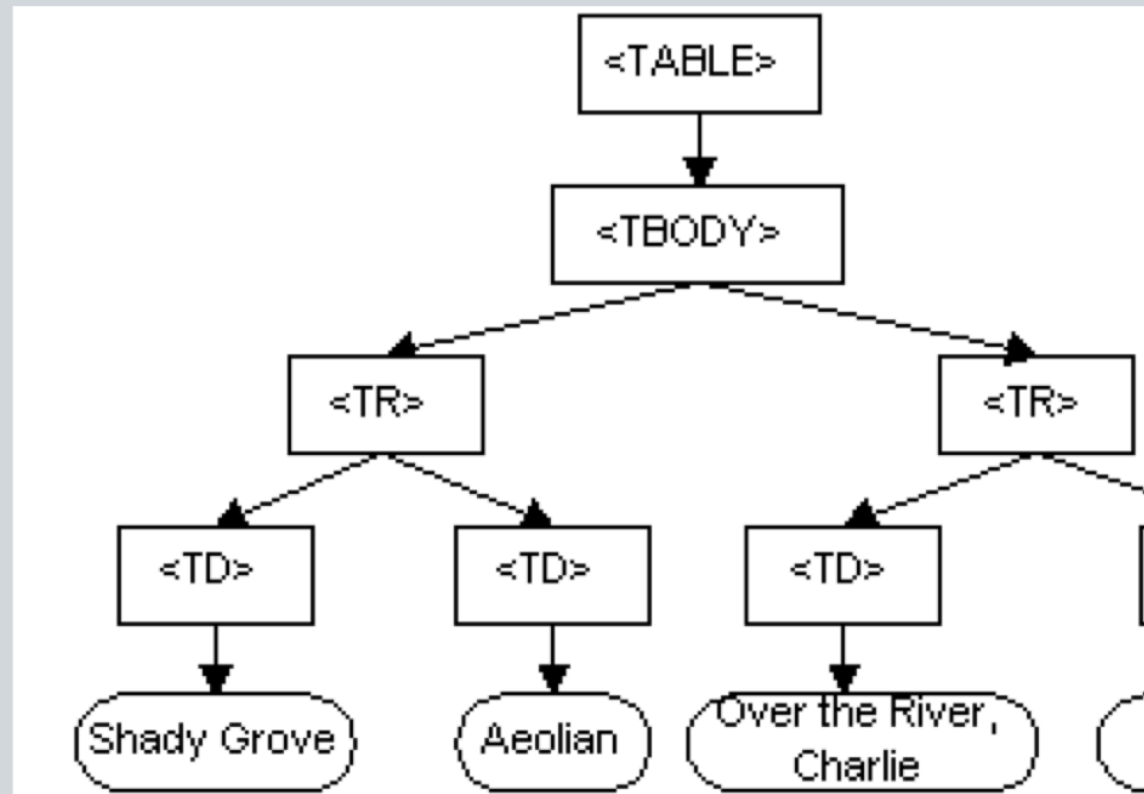 <TABLE>
<TBODY>
<TR>
<TR>
<TD>
<TD>
<TD>
Shady Grove
Aeolian
Over the River,
Charlie